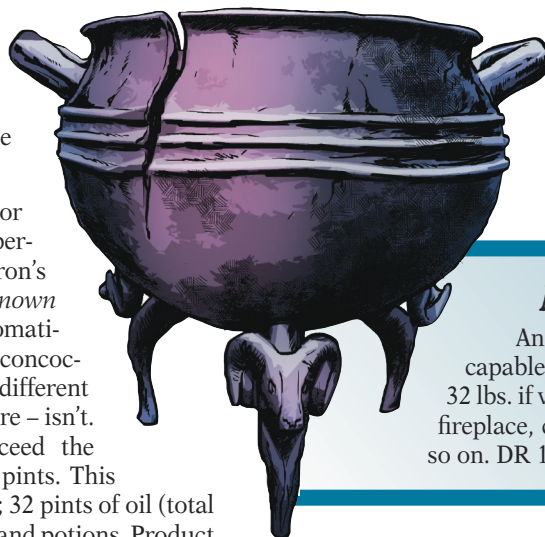 e
or
per-
ron's
nown
omati-
concoc-
different
re – isn't.
ceed the
pints. This
; 32 pints of oil (total
and potions. Product
An
capable
32 lbs. if
fireplace,
so on. DR 1